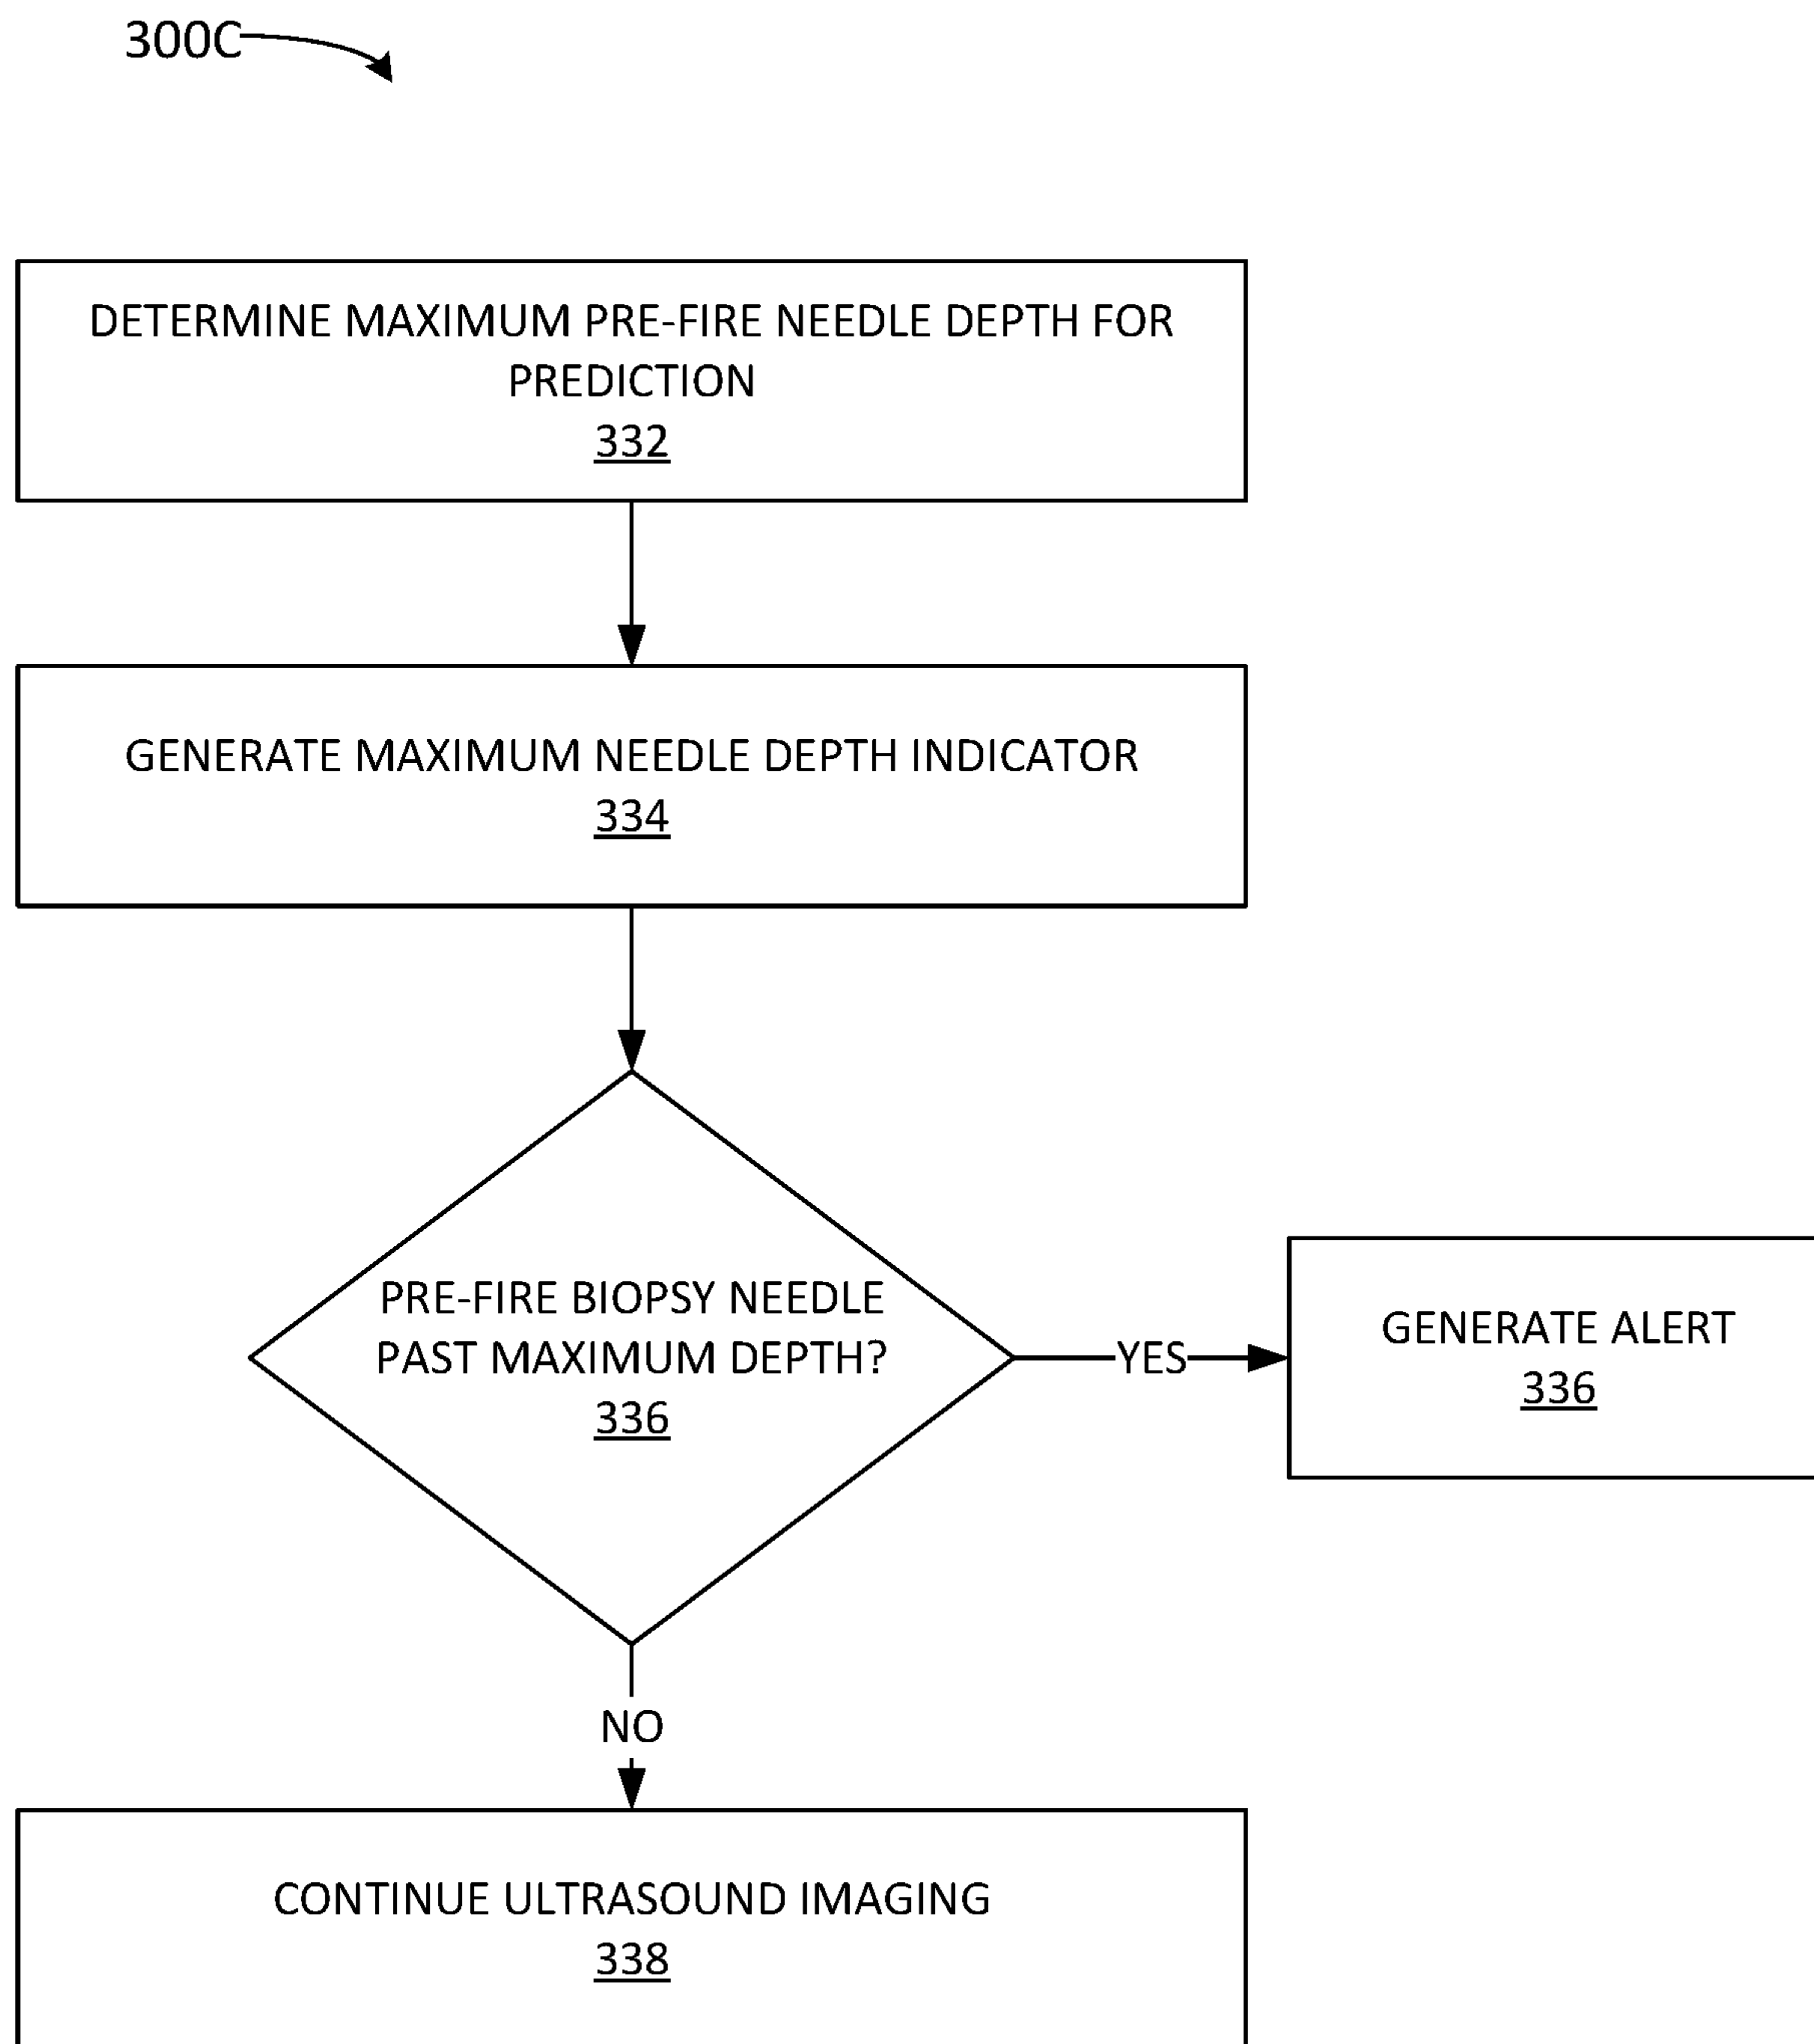 300C
DETERMINE MAXIMUM PRE-FIRE NEEDLE DEPTH FOR
PREDICTION
332
GENERATE MAXIMUM NEEDLE DEPTH INDICATOR
334
PRE-FIRE BIOPSY NEEDLE
PAST MAXIMUM DEPTH?
336
YES
GENERATE ALERT
336
NO
CONTINUE ULTRASOUND IMAGING
338